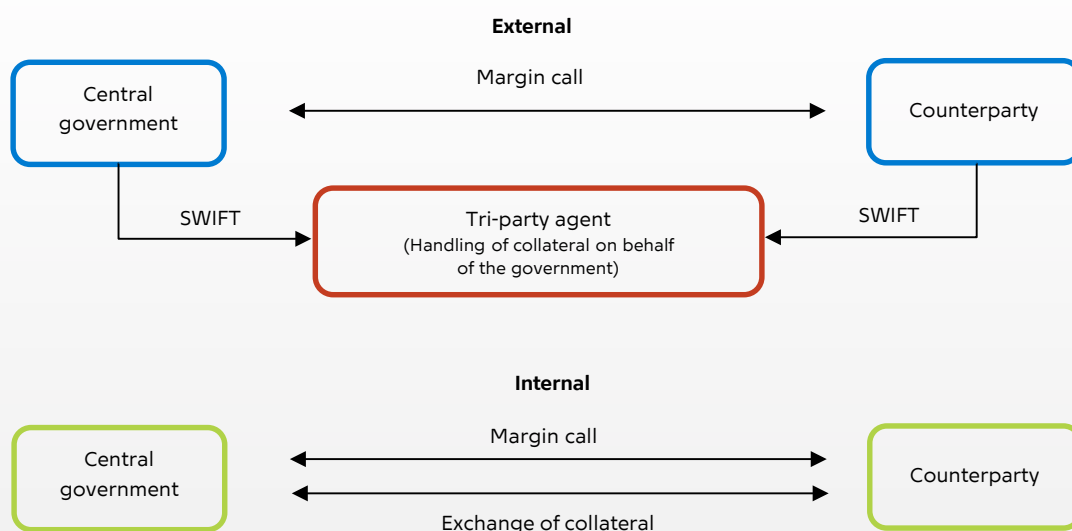 External
Margin call
Central
government
Counterparty
SWIFT
SWIFT
Tri-party agent
(Handling of collateral on behalf
of the government)
Internal
Margin call
Central
government
Counterparty
Exchange of collateral